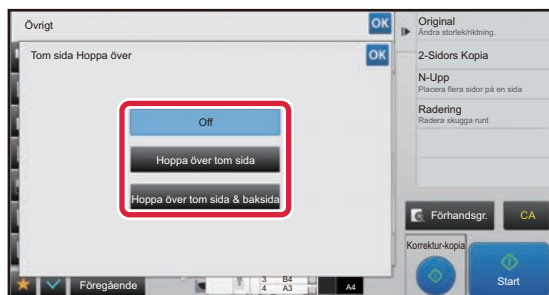 Övrigt
OK
Tom sida Hoppa över
OK
Off
Hoppa över tom sida
Hoppa över tom sida & baksida
Föregående
3 B4
4 A3
A4
Original
Ändra storlek/riktning.
2-Sidors Kopia
N-Upp
Placera flera sidor på en sida
Radering
Radera skugga runt
Förhandsgr.
CA
Korrektur-kopia
Start